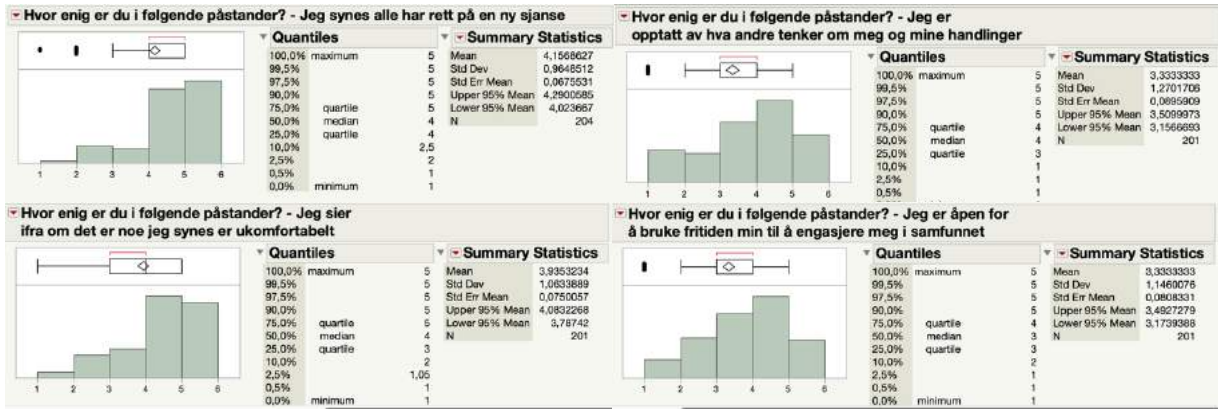 Hvor enig er du i følgende påstander? - Jeg synes alle har rett på en ny sjanse
Quantiles
100,0% maximum 5
99,5% 5
97,5% 5
90,0% 5
75,0% quartile 5
50,0% median 4
25,0% quartile 4
10,0% 2,5
2,5% 2
0,5% 1
0,0% minimum 1
Summary Statistics
Mean 4,1568627
Std Dev 0,9648512
Std Err Mean 0,0675531
Upper 95% Mean 4,2900585
Lower 95% Mean 4,023667
N 204
1 2 3 4 5 6
Hvor enig er du i følgende påstander? - Jeg er
opptatt av hva andre tenker om meg og mine handlinger
Quantiles
100,0% maximum 5
99,5% 5
97,5% 5
90,0% 5
75,0% quartile 4
50,0% median 4
25,0% quartile 3
10,0% 1
2,5% 1
0,5% 1
Summary Statistics
Mean 3,3333333
Std Dev 1,2701706
Std Err Mean 0,0895909
Upper 95% Mean 3,5099973
Lower 95% Mean 3,1566693
N 201
1 2 3 4 5 6
Hvor enig er du i følgende påstander? - Jeg sier
ifra om det er noe jeg synes er ukomfortabelt
Quantiles
100,0% maximum 5
99,5% 5
97,5% 5
90,0% 5
75,0% quartile 5
50,0% median 4
25,0% quartile 3
10,0% 2
2,5% 1,05
0,5% 1
0,0% minimum 1
Summary Statistics
Mean 3,9353234
Std Dev 1,0633889
Std Err Mean 0,0750057
Upper 95% Mean 4,0832268
Lower 95% Mean 3,78742
N 201
1 2 3 4 5 6
Hvor enig er du i følgende påstander? - Jeg er åpen for
å bruke fritiden min til å engasjere meg i samfunnet
Quantiles
100,0% maximum 5
99,5% 5
97,5% 5
90,0% 5
75,0% quartile 4
50,0% median 3
25,0% quartile 3
10,0% 2
2,5% 1
0,5% 1
0,0% minimum 1
Summary Statistics
Mean 3,3333333
Std Dev 1,1460076
Std Err Mean 0,0808331
Upper 95% Mean 3,4927279
Lower 95% Mean 3,1739388
N 201
1 2 3 4 5 6